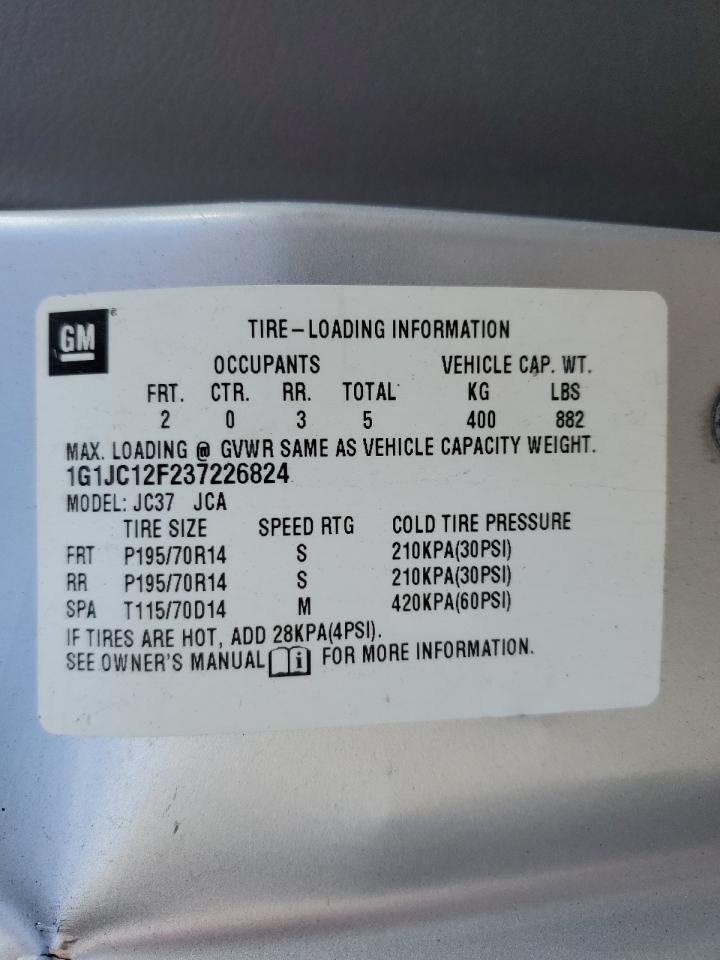 GM®
TIRE–LOADING INFORMATION
OCCUPANTS VEHICLE CAP. WT.
FRT. CTR. RR. TOTAL KG LBS
2 0 3 5 400 882
MAX. LOADING @ GVWR SAME AS VEHICLE CAPACITY WEIGHT.
1G1JC12F237226824
MODEL: JC37 JCA
TIRE SIZE SPEED RTG COLD TIRE PRESSURE
FRT P195/70R14 S 210KPA(30PSI)
RR P195/70R14 S 210KPA(30PSI)
SPA T115/70D14 M 420KPA(60PSI)
IF TIRES ARE HOT, ADD 28KPA(4PSI).
SEE OWNER'S MANUAL i FOR MORE INFORMATION.